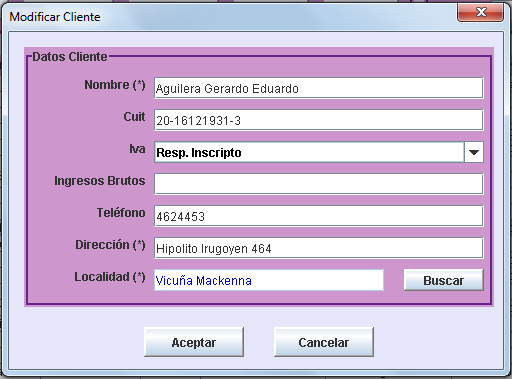 Modificar Cliente
Datos Cliente
Nombre (*) Aguilera Gerardo Eduardo
Cuit 20-16121931-3
Iva Resp. Inscripto
Ingresos Brutos
Teléfono 4624453
Dirección (*) Hipolito Irugoyen 464
Localidad (*) Vicuña Mackenna Buscar
Aceptar Cancelar